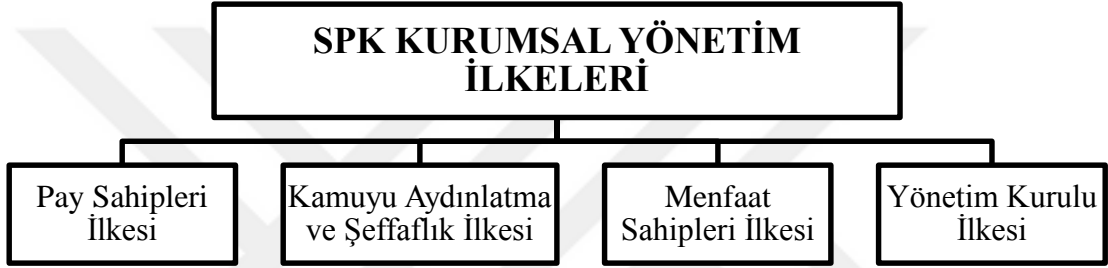 SPK KURUMSAL YÖNETİM
İLKELERİ
Pay Sahipleri
İlkesi
Kamuyu Aydınlatma
ve Şeffaflık İlkesi
Menfaat
Sahipleri İlkesi
Yönetim Kurulu
İlkesi